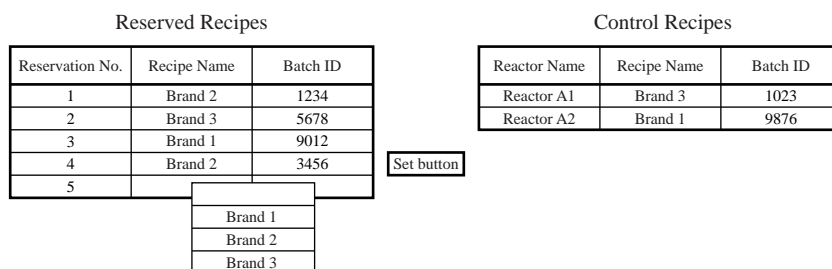 Reserved Recipes
Reservation No. Recipe Name Batch ID
1 Brand 2 1234
2 Brand 3 5678
3 Brand 1 9012
4 Brand 2 3456
5
Brand 1
Brand 2
Brand 3
Set button
Control Recipes
Reactor Name Recipe Name Batch ID
Reactor A1 Brand 3 1023
Reactor A2 Brand 1 9876